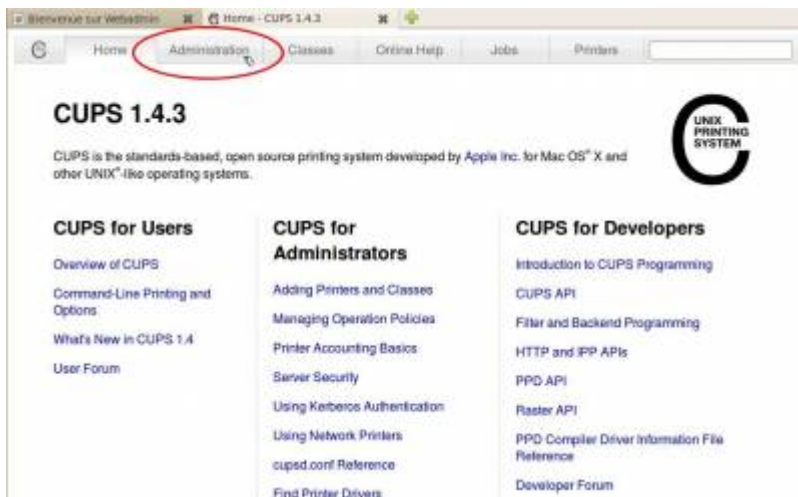 Bienvenue sur Webadmin
Home - CUPS 1.4.3
Home Administration Classes Online Help Jobs Printers
CUPS 1.4.3
UNIX
PRINTING
SYSTEM
CUPS is the standards-based, open source printing system developed by Apple Inc. for Mac OS® X and
other UNIX®-like operating systems.
CUPS for Users
Overview of CUPS
Command-Line Printing and
Options
What's New in CUPS 1.4
User Forum
CUPS for
Administrators
Adding Printers and Classes
Managing Operation Policies
Printer Accounting Basics
Server Security
Using Kerberos Authentication
Using Network Printers
cupsd.conf Reference
Find Printer Drivers
CUPS for Developers
Introduction to CUPS Programming
CUPS API
Filter and Backend Programming
HTTP and IPP APIs
PPD API
Raster API
PPD Compiler Driver Information File
Reference
Developer Forum